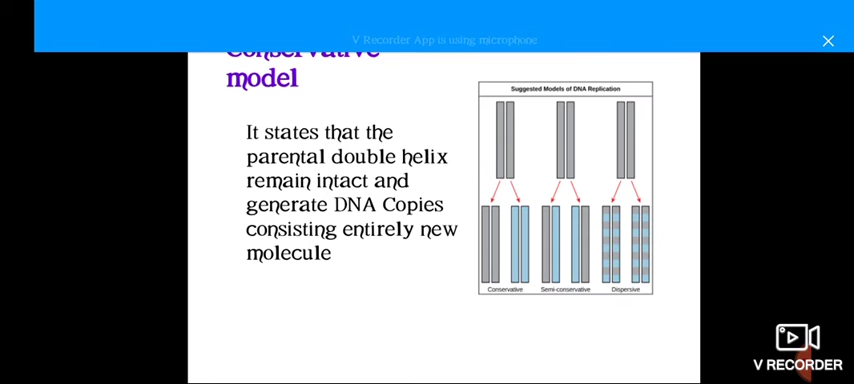 V Recorder App is using microphone
Conservative
model
It states that the
parental double helix
remain intact and
generate DNA Copies
consisting entirely new
molecule
Suggested Models of DNA Replication
Conservative
Semi-conservative
Dispersive
V RECORDER